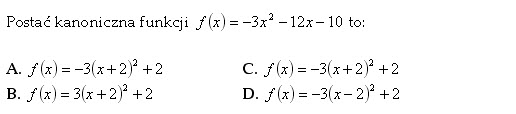 Postać kanoniczna funkcji f(x) = −3x² − 12x − 10 to:
A. f(x) = −3(x+2)² + 2 C. f(x) = −3(x+2)² + 2
B. f(x) = 3(x+2)² + 2 D. f(x) = −3(x−2)² + 2